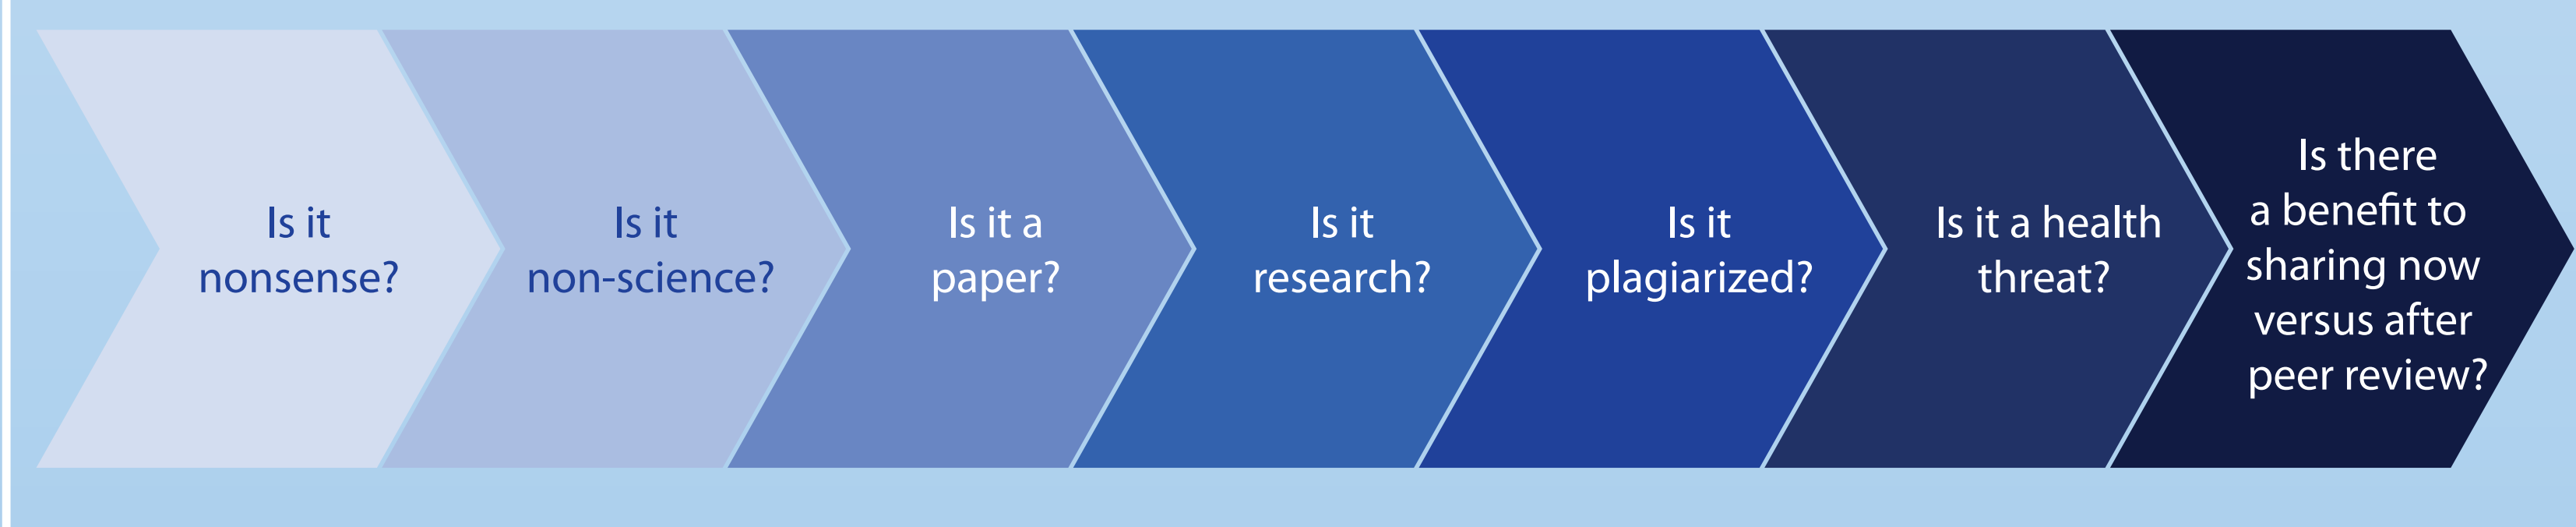 Is it
nonsense?
Is it
non-science?
Is it a
paper?
Is it
research?
Is it
plagiarized?
Is it a health
threat?
Is there
a benefit to
sharing now
versus after
peer review?